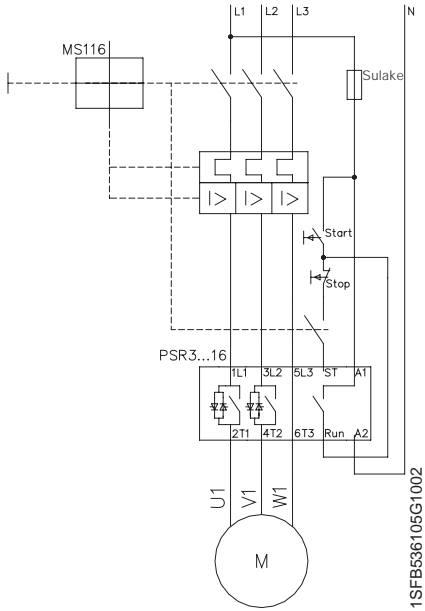 L1 L2 L3 N
MS116
Sulake
I> I> I>
Start
Stop
PSR3...16
1L1 3L2 5L3 ST A1
2T1 4T2 6T3 Run A2
U1 V1 W1
M
1SFB536105G1002